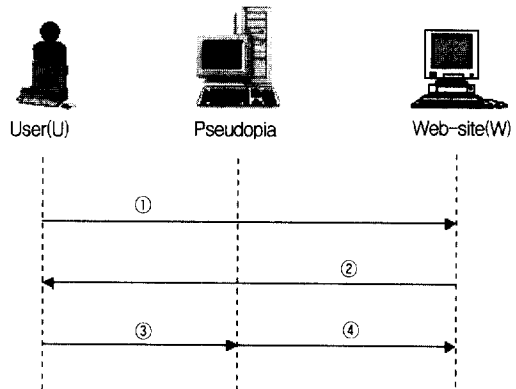 User(U) Pseudopia Web-site(W)
①
②
③ ④